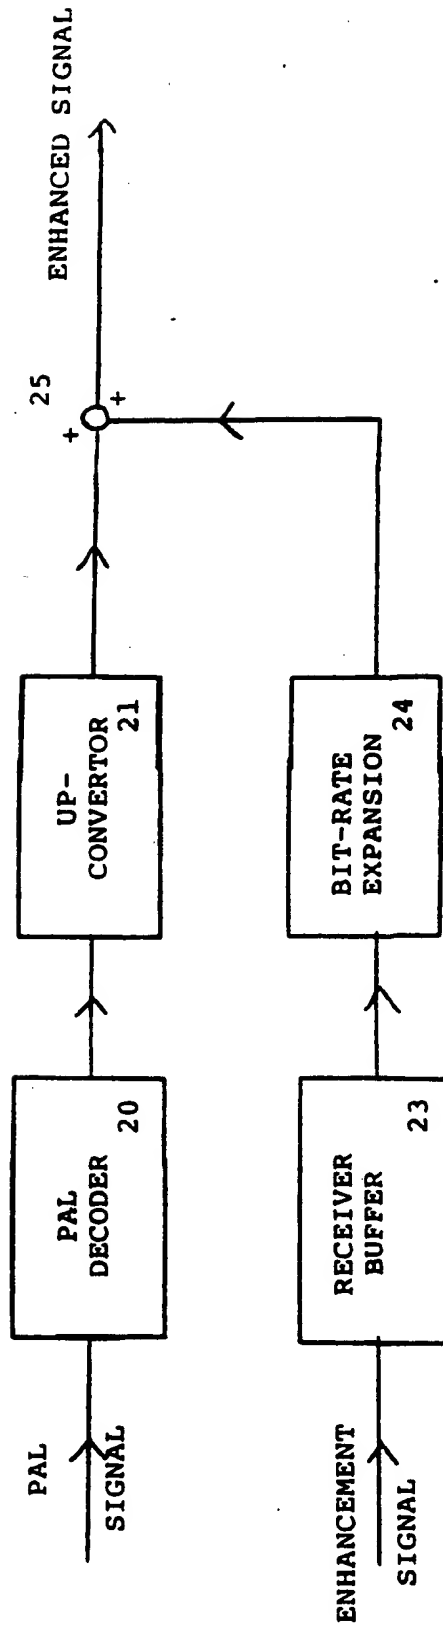 PAL
SIGNAL
PAL
DECODER
20
UP-
CONVERTOR
21
+
25
+
ENHANCED SIGNAL
ENHANCEMENT
SIGNAL
RECEIVER
BUFFER
23
BIT-RATE
EXPANSION
24